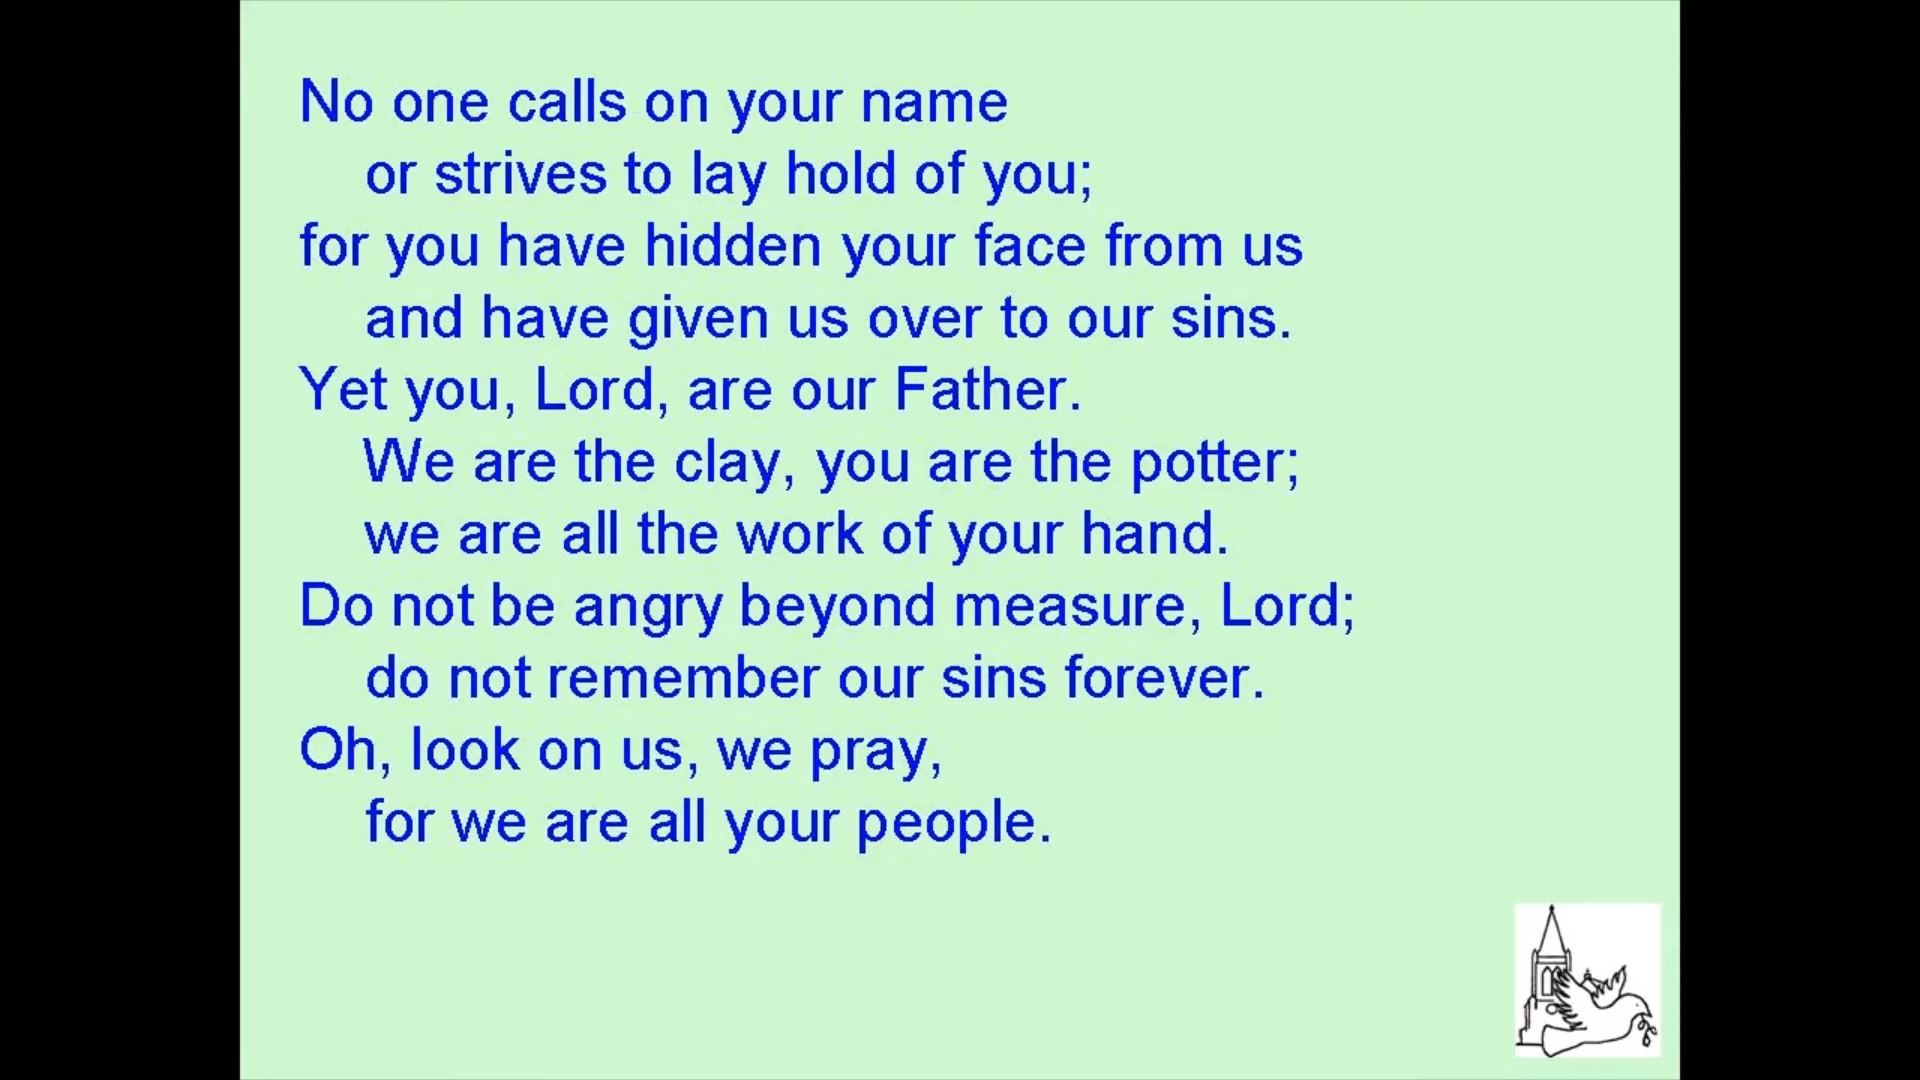 No one calls on your name
or strives to lay hold of you;
for you have hidden your face from us
and have given us over to our sins.
Yet you, Lord, are our Father.
We are the clay, you are the potter;
we are all the work of your hand.
Do not be angry beyond measure, Lord;
do not remember our sins forever.
Oh, look on us, we pray,
for we are all your people.